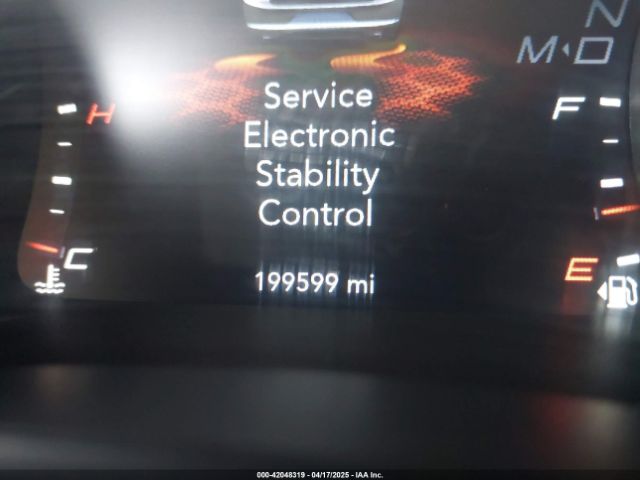 N
M◂D
H
F
Service
Electronic
Stability
Control
C
E
199599 mi
000-42048319 - 04/17/2025 - IAA Inc.